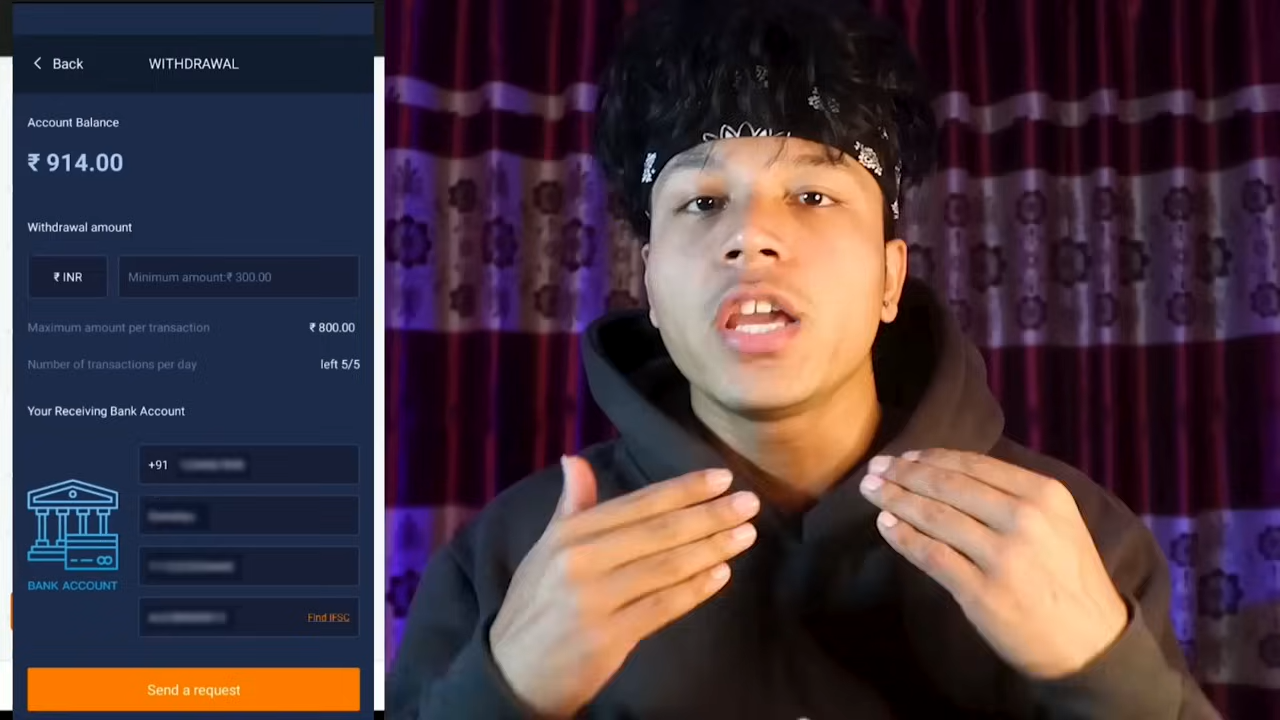 Back WITHDRAWAL
Account Balance
₹ 914.00
Withdrawal amount
₹ INR Minimum amount:₹ 300.00
Maximum amount per transaction ₹ 800.00
Number of transactions per day left 5/5
Your Receiving Bank Account
+91
Find IFSC
BANK ACCOUNT
Send a request